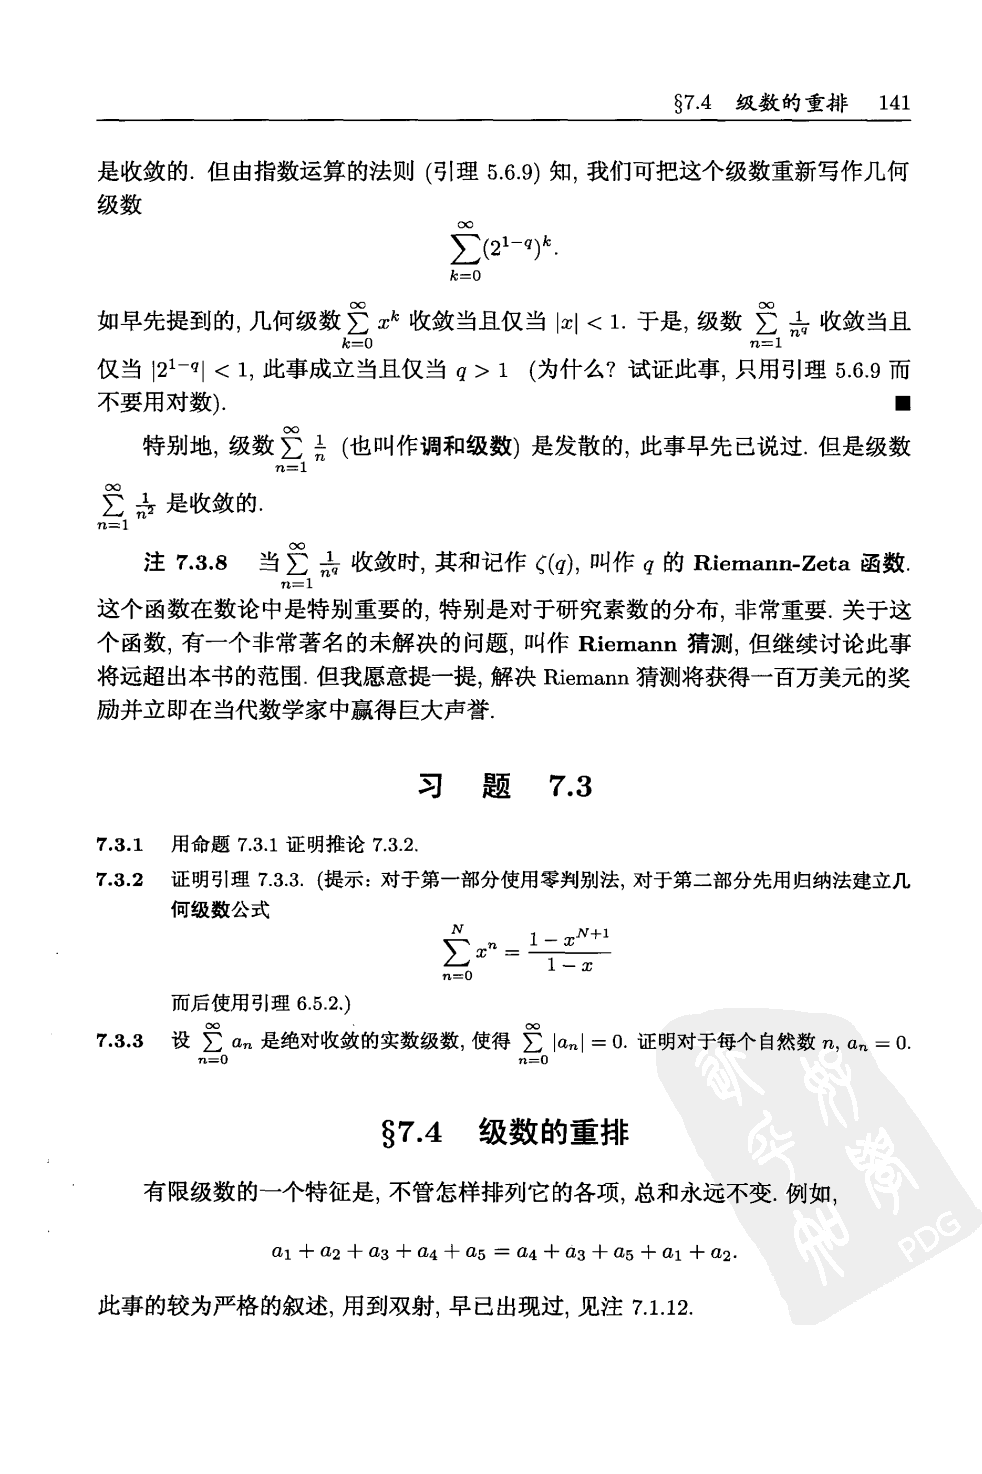 §7.4 级数的重排 141
是收敛的. 但由指数运算的法则 (引理 5.6.9) 知, 我们可把这个级数重新写作几何
级数
$\sum_{k=0}^{\infty}(2^{1-q})^k.$
如早先提到的, 几何级数 $\sum_{k=0}^{\infty} x^k$ 收敛当且仅当 |x| < 1. 于是, 级数 $\sum_{n=1}^{\infty} \frac{1}{n^q}$ 收敛当且
仅当 $|2^{1-q}| < 1$, 此事成立当且仅当 q > 1 (为什么? 试证此事, 只用引理 5.6.9 而
不要用对数). ■
特别地, 级数 $\sum_{n=1}^{\infty} \frac{1}{n}$ (也叫作调和级数) 是发散的, 此事早先已说过. 但是级数
$\sum_{n=1}^{\infty} \frac{1}{n^2}$ 是收敛的.
注 7.3.8 当 $\sum_{n=1}^{\infty} \frac{1}{n^q}$ 收敛时, 其和记作 ζ(q), 叫作 q 的 Riemann-Zeta 函数.
这个函数在数论中是特别重要的, 特别是对于研究素数的分布, 非常重要. 关于这
个函数, 有一个非常著名的未解决的问题, 叫作 Riemann 猜测, 但继续讨论此事
将远超出本书的范围. 但我愿意提一提, 解决 Riemann 猜测将获得一百万美元的奖
励并立即在当代数学家中赢得巨大声誉.
习 题 7.3
7.3.1 用命题 7.3.1 证明推论 7.3.2.
7.3.2 证明引理 7.3.3. (提示: 对于第一部分使用零判别法, 对于第二部分先用归纳法建立几
何级数公式
$\sum_{n=0}^{N} x^n = \frac{1-x^{N+1}}{1-x}$
而后使用引理 6.5.2.)
7.3.3 设 $\sum_{n=0}^{\infty} a_n$ 是绝对收敛的实数级数, 使得 $\sum_{n=0}^{\infty} |a_n| = 0$. 证明对于每个自然数 n, $a_n = 0$.
§7.4 级数的重排
有限级数的一个特征是, 不管怎样排列它的各项, 总和永远不变. 例如,
$a_1 + a_2 + a_3 + a_4 + a_5 = a_4 + a_3 + a_5 + a_1 + a_2.$
此事的较为严格的叙述, 用到双射, 早已出现过, 见注 7.1.12.
PDG